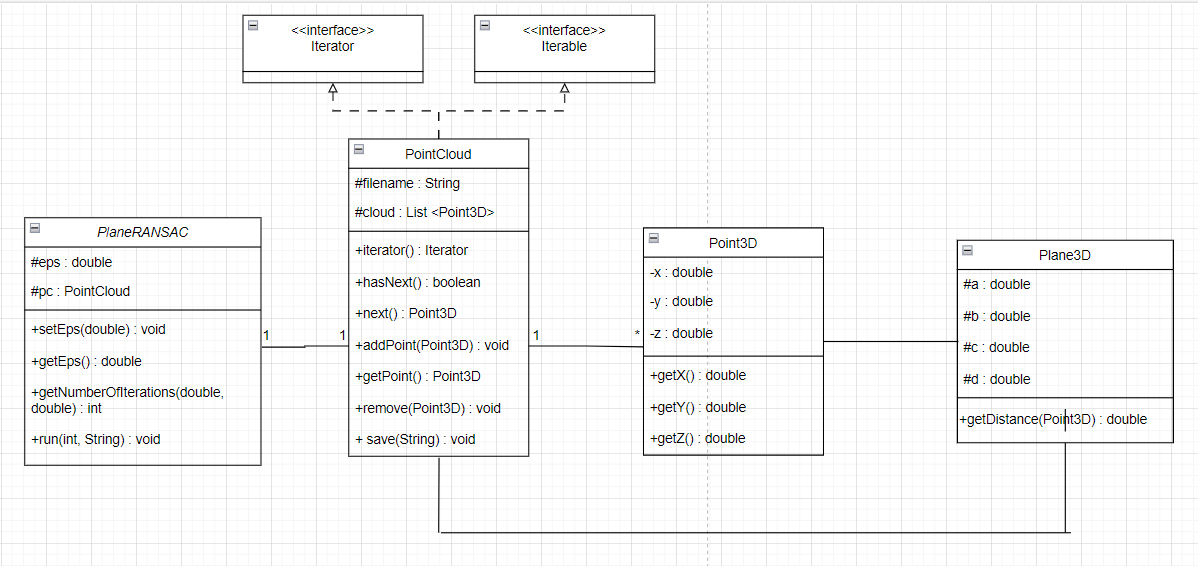 <<interface>>
Iterator
<<interface>>
Iterable
PointCloud
#filename : String
#cloud : List <Point3D>
+iterator() : Iterator
+hasNext() : boolean
+next() : Point3D
+addPoint(Point3D) : void
+getPoint() : Point3D
+remove(Point3D) : void
+ save(String) : void
PlaneRANSAC
#eps : double
#pc : PointCloud
+setEps(double) : void
+getEps() : double
+getNumberOfIterations(double,
double) : int
+run(int, String) : void
1
1
1
*
Point3D
-x : double
-y : double
-z : double
+getX() : double
+getY() : double
+getZ() : double
Plane3D
#a : double
#b : double
#c : double
#d : double
+getDistance(Point3D) : double